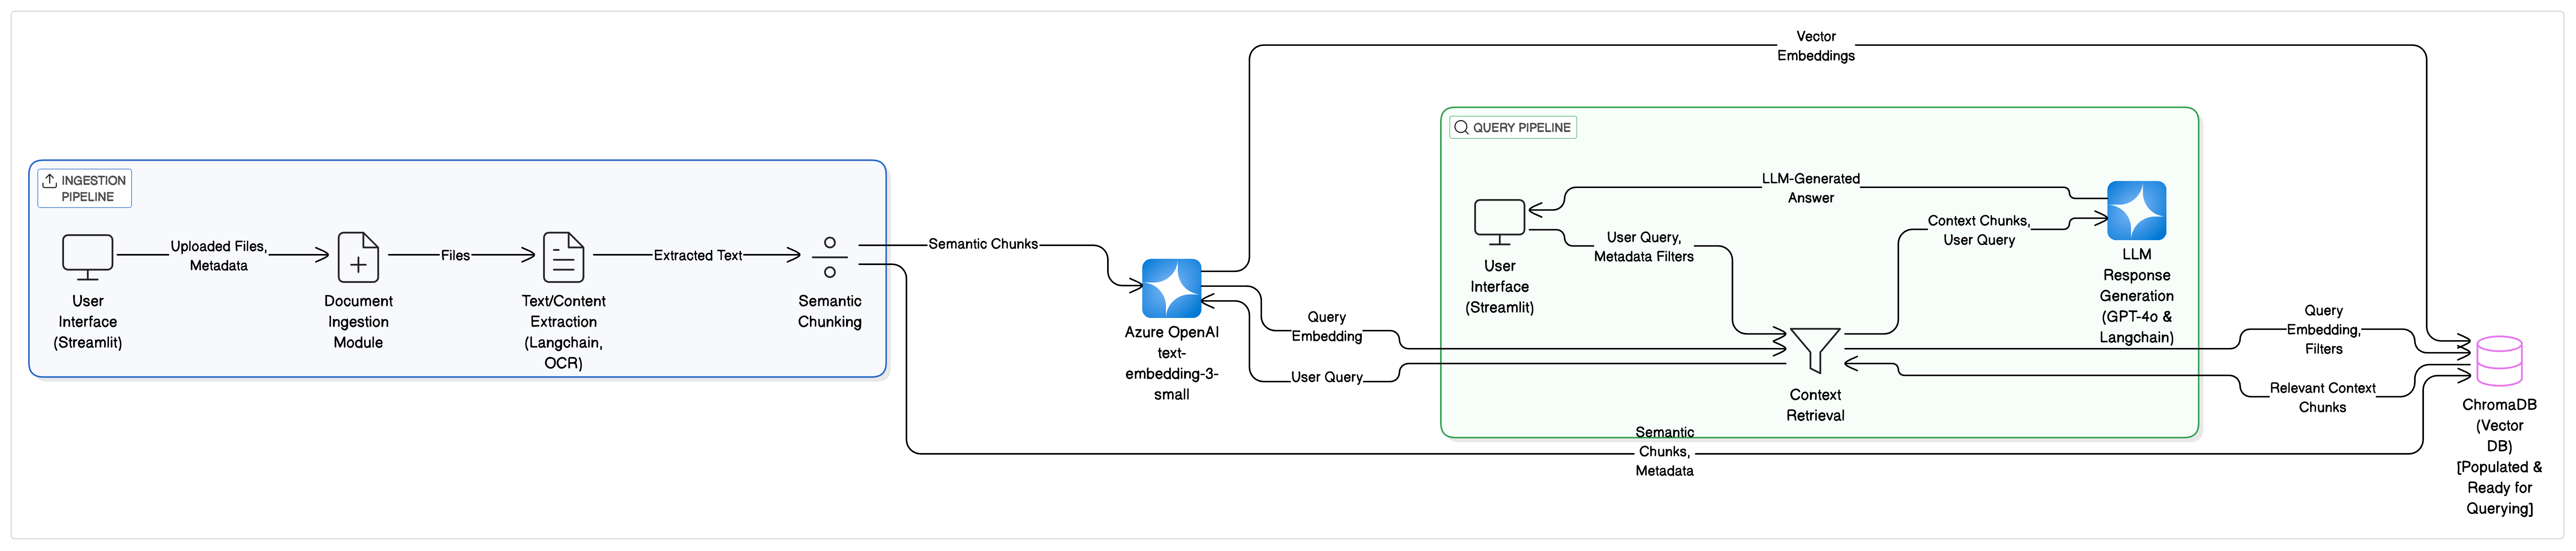 Vector
Embeddings
QUERY PIPELINE
INGESTION
PIPELINE
LLM-Generated
Answer
Uploaded Files,
Metadata
Files
Extracted Text
Semantic Chunks
User Query,
Metadata Filters
Context Chunks,
User Query
User
Interface
(Streamlit)
Document
Ingestion
Module
Text/Content
Extraction
(Langchain,
OCR)
Semantic
Chunking
Azure OpenAI
text-
embedding-3-
small
Query
Embedding
User Query
User
Interface
(Streamlit)
LLM
Response
Generation
(GPT-4o &
Langchain)
Context
Retrieval
Query
Embedding,
Filters
Relevant Context
Chunks
Semantic
Chunks,
Metadata
ChromaDB
(Vector
DB)
[Populated &
Ready for
Querying]